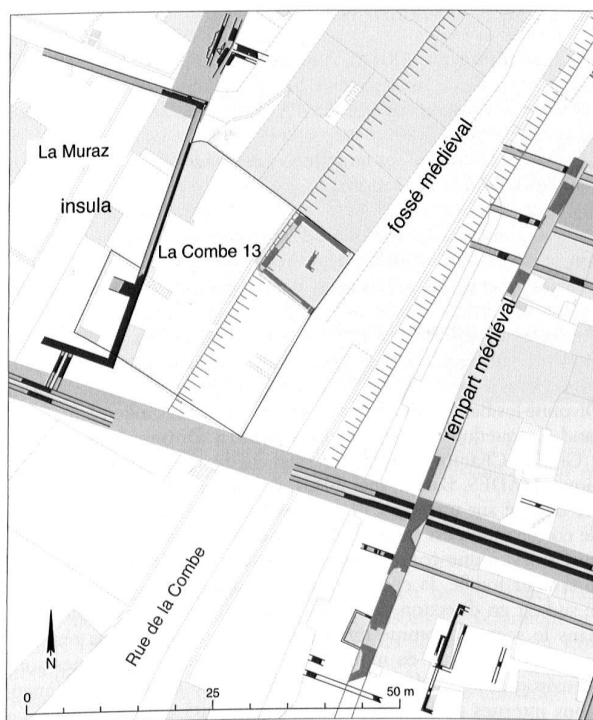 La Muraz
insula
La Combe 13
fossé médiéval
rempart médiéval
Rue de la Combe
N
0 25 50 m